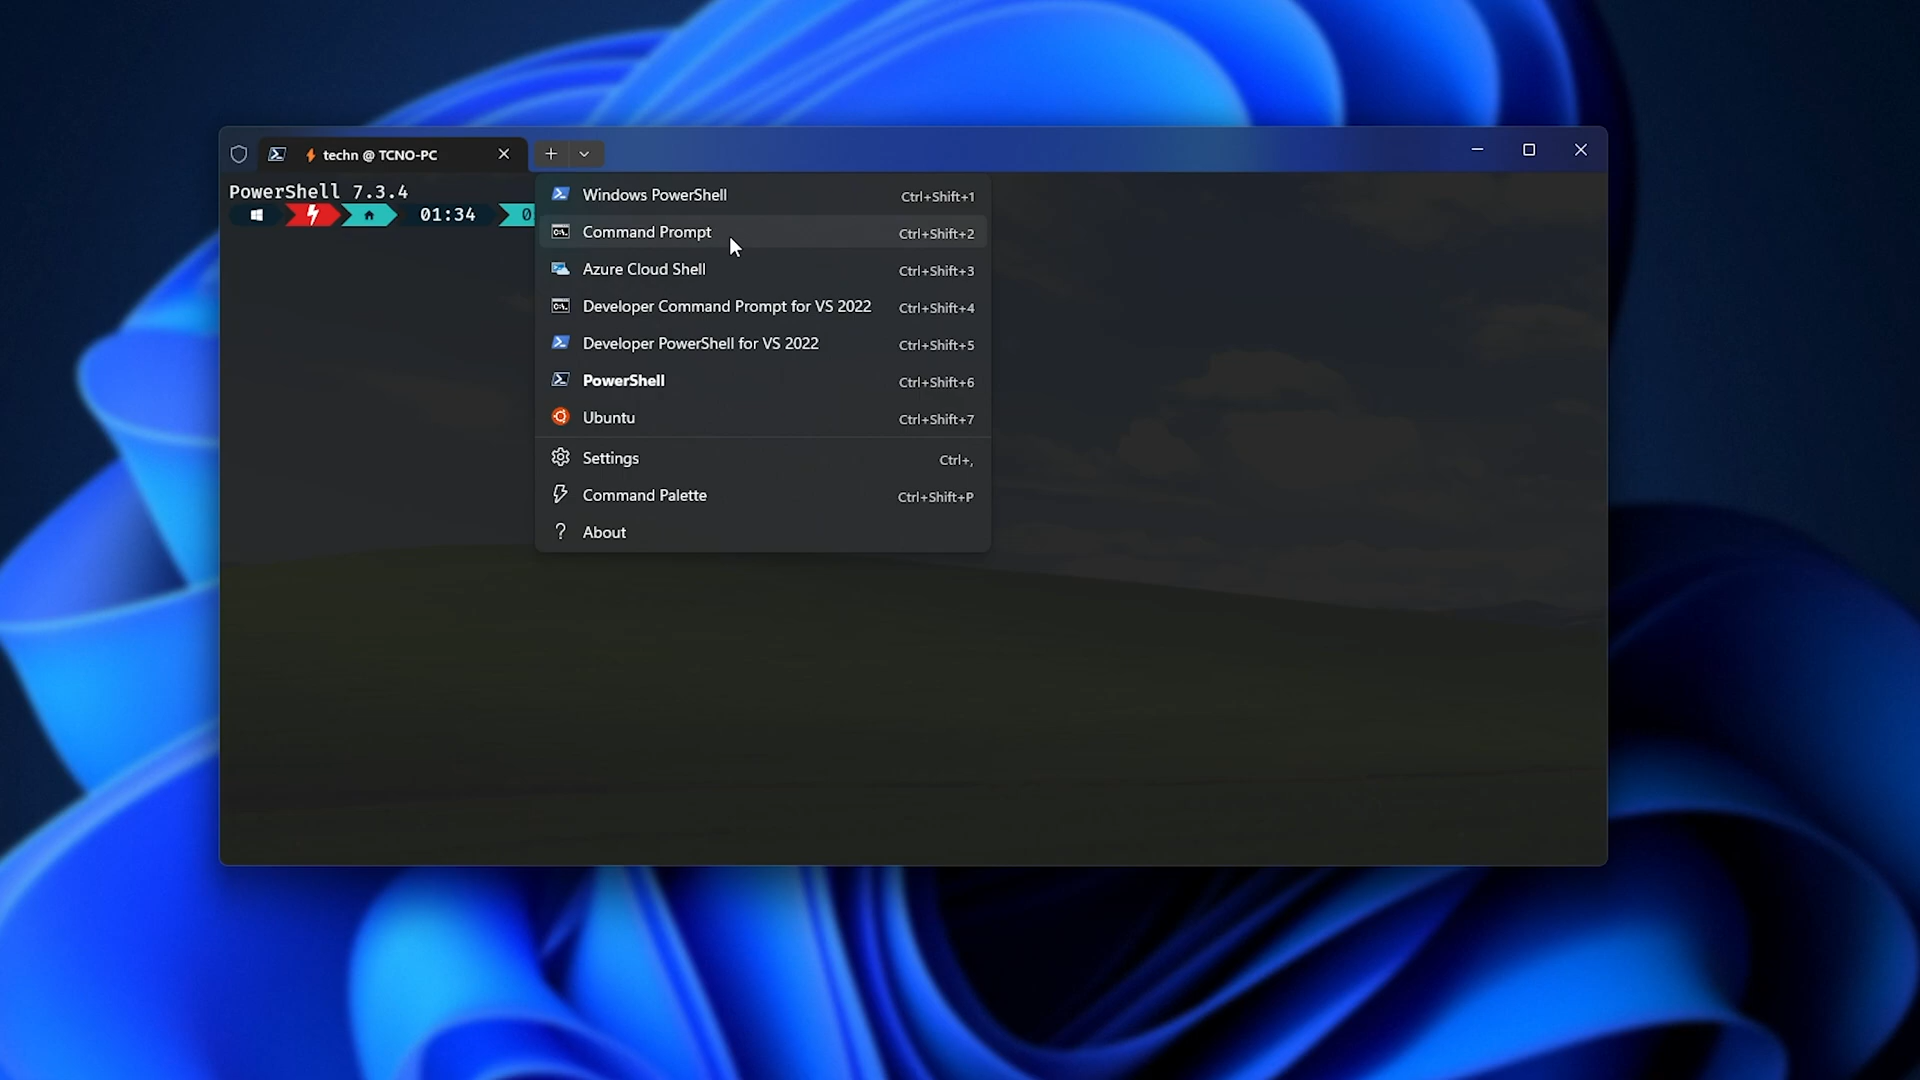 techn @ TCNO-PC
PowerShell 7.3.4
01:34 0
Windows PowerShell Ctrl+Shift+1
Command Prompt Ctrl+Shift+2
Azure Cloud Shell Ctrl+Shift+3
Developer Command Prompt for VS 2022 Ctrl+Shift+4
Developer PowerShell for VS 2022 Ctrl+Shift+5
PowerShell Ctrl+Shift+6
Ubuntu Ctrl+Shift+7
Settings Ctrl+,
Command Palette Ctrl+Shift+P
? About